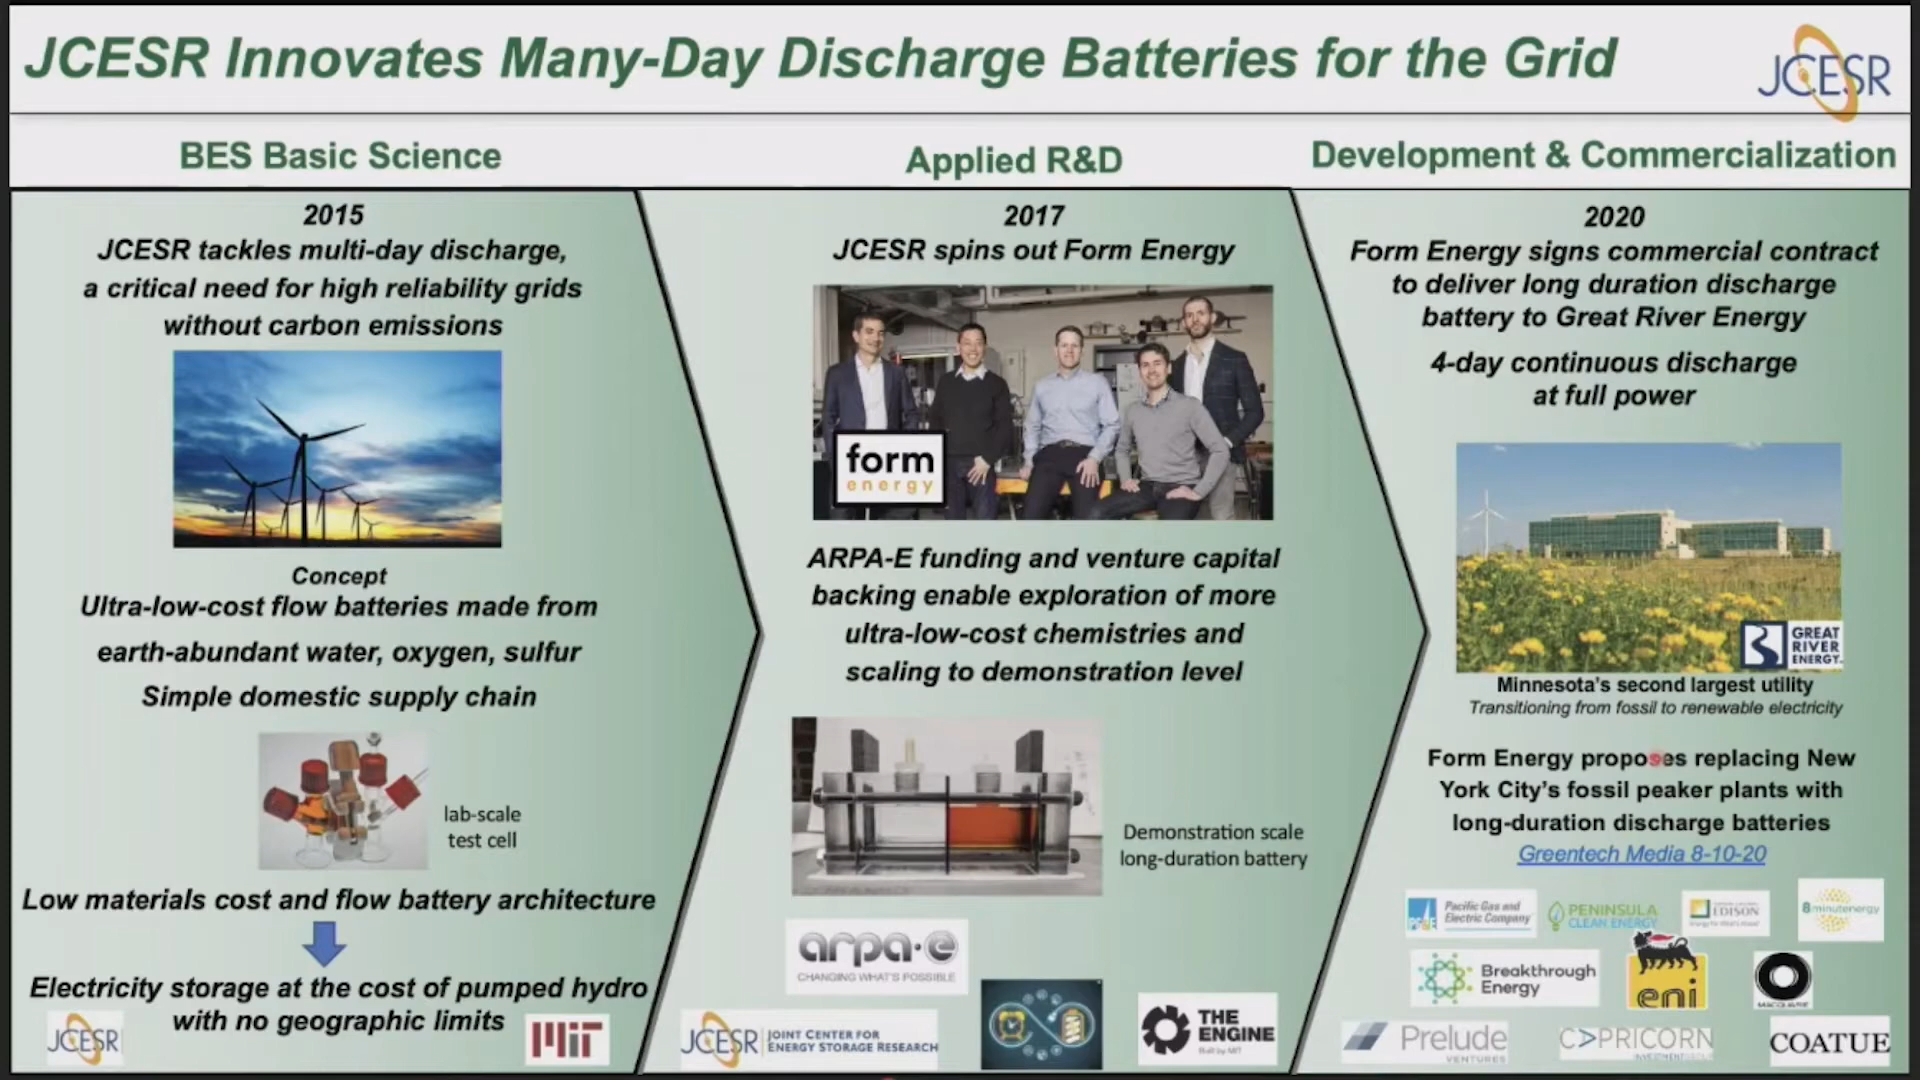 JCESR Innovates Many-Day Discharge Batteries for the Grid
JCESR
BES Basic Science
Applied R&D
Development & Commercialization
2015
JCESR tackles multi-day discharge,
a critical need for high reliability grids
without carbon emissions
Concept
Ultra-low-cost flow batteries made from
earth-abundant water, oxygen, sulfur
Simple domestic supply chain
lab-scale
test cell
Low materials cost and flow battery architecture
Electricity storage at the cost of pumped hydro
with no geographic limits
JCESR
MIT
2017
JCESR spins out Form Energy
form
energy
ARPA-E funding and venture capital
backing enable exploration of more
ultra-low-cost chemistries and
scaling to demonstration level
Demonstration scale
long-duration battery
arpa·e
CHANGING WHAT'S POSSIBLE
JCESR
JOINT CENTER FOR
ENERGY STORAGE RESEARCH
THE
ENGINE
Built by MIT
2020
Form Energy signs commercial contract
to deliver long duration discharge
battery to Great River Energy
4-day continuous discharge
at full power
GREAT
RIVER
ENERGY
Minnesota's second largest utility
Transitioning from fossil to renewable electricity
Form Energy proposes replacing New
York City's fossil peaker plants with
long-duration discharge batteries
Greentech Media 8-10-20
PG&E
Pacific Gas and
Electric Company
PENINSULA
CLEAN ENERGY
EDISON
8minutenergy
Breakthrough
Energy
eni
MACQUARIE
Prelude
VENTURES
CAPRICORN
INVESTMENT GROUP
COATUE